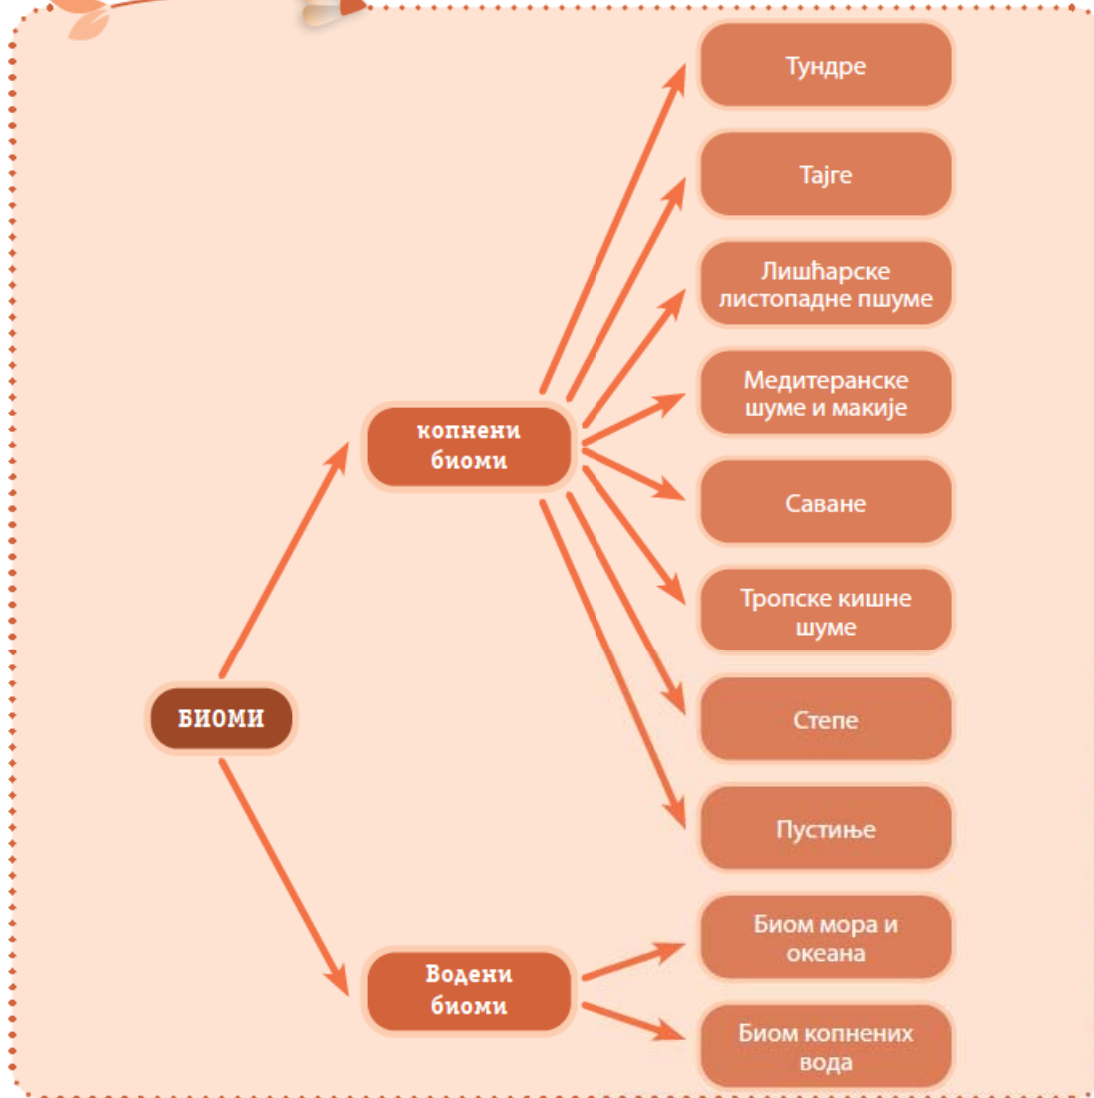 Тундре
Тајге
Лишћарске
листопадне пшуме
Медитеранске
шуме и макије
копнени
биоми
Саване
Тропске кишне
шуме
БИОМИ
Степе
Пустиње
Биом мора и
океана
Водени
биоми
Биом копнених
вода